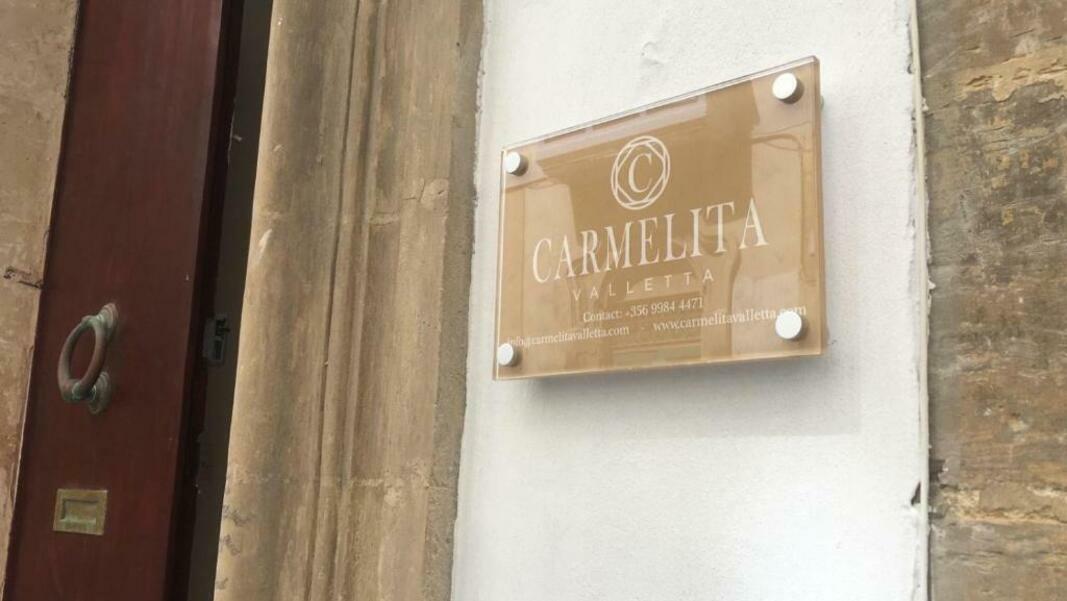 C
CARMELITA
VALLETTA
Contact: +356 9984 4471
info@carmelitavalletta.com - www.carmelitavalletta.com